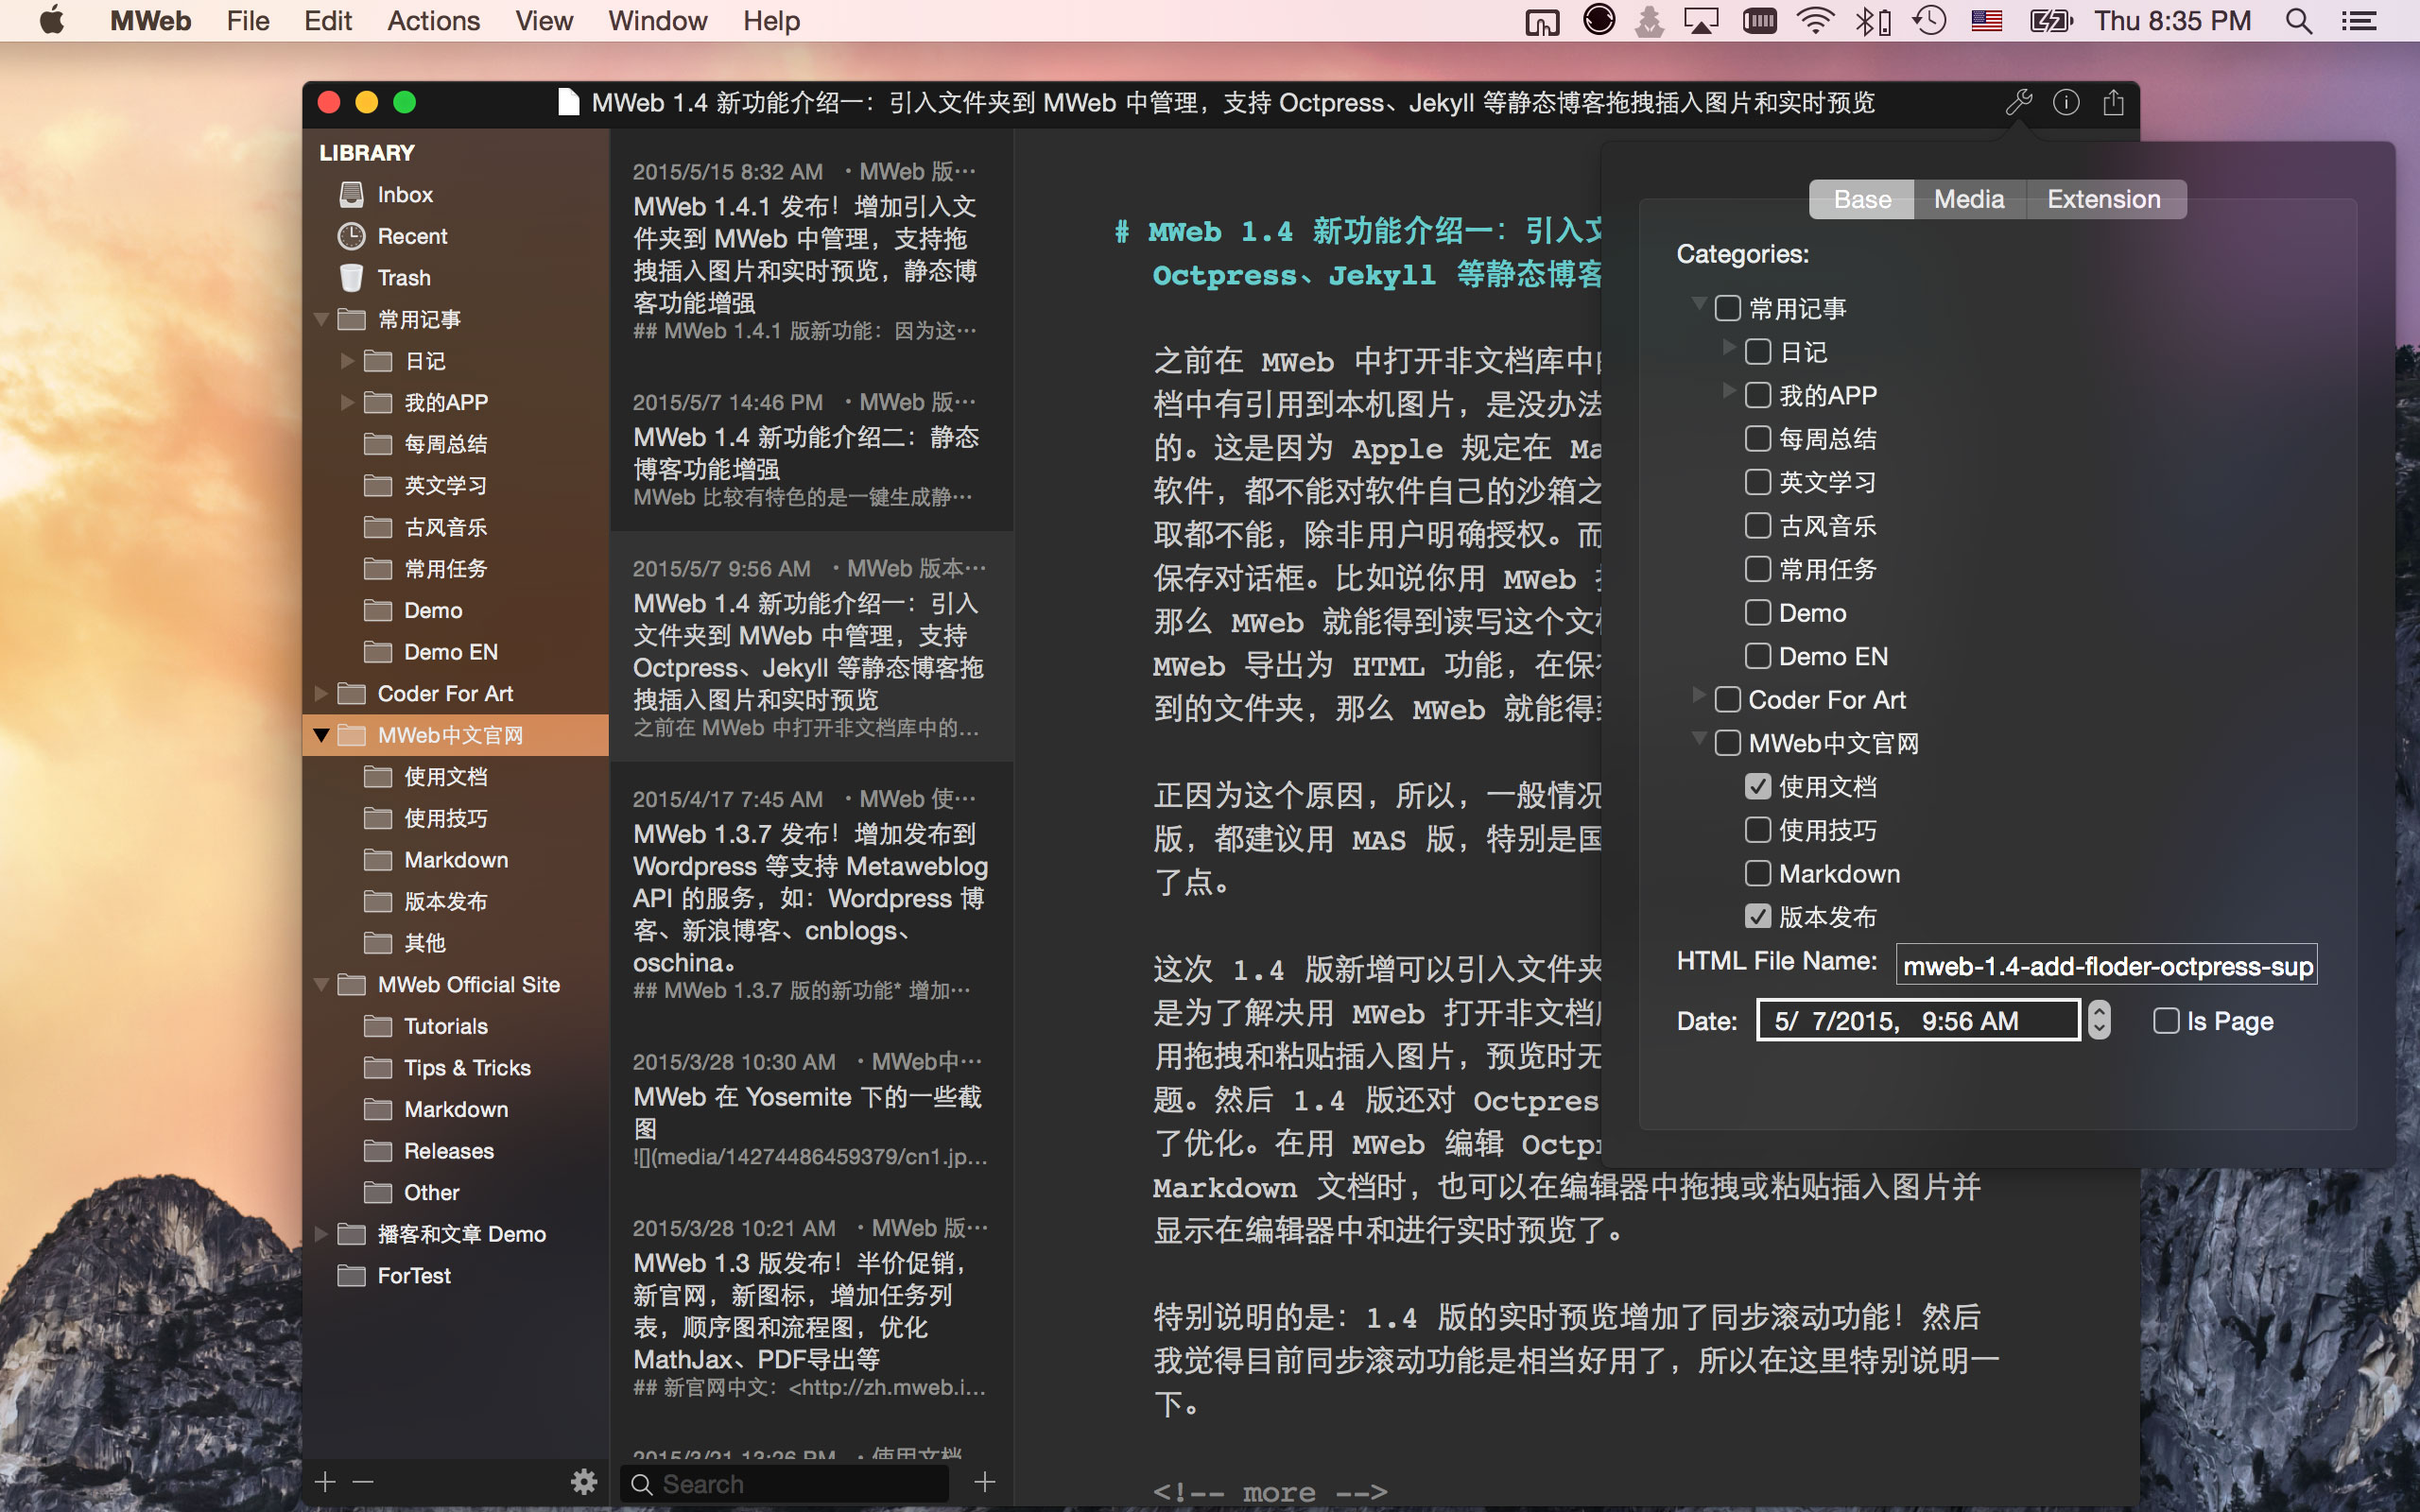 MWeb File Edit Actions View Window Help Thu 8:35 PM
MWeb 1.4 新功能介绍一：引入文件夹到 MWeb 中管理，支持 Octpress、Jekyll 等静态博客拖拽插入图片和实时预览
LIBRARY
Inbox
Recent
Trash
常用记事
日记
我的APP
每周总结
英文学习
古风音乐
常用任务
Demo
Demo EN
Coder For Art
MWeb中文官网
使用文档
使用技巧
Markdown
版本发布
其他
MWeb Official Site
Tutorials
Tips & Tricks
Markdown
Releases
Other
播客和文章 Demo
ForTest
2015/5/15 8:32 AM ・MWeb 版…
MWeb 1.4.1 发布！增加引入文
件夹到 MWeb 中管理，支持拖
拽插入图片和实时预览，静态博
客功能增强
## MWeb 1.4.1 版新功能：因为这…
2015/5/7 14:46 PM ・MWeb 版…
MWeb 1.4 新功能介绍二：静态
博客功能增强
MWeb 比较有特色的是一键生成静…
2015/5/7 9:56 AM ・MWeb 版本…
MWeb 1.4 新功能介绍一：引入
文件夹到 MWeb 中管理，支持
Octpress、Jekyll 等静态博客拖
拽插入图片和实时预览
之前在 MWeb 中打开非文档库中的…
2015/4/17 7:45 AM ・MWeb 使…
MWeb 1.3.7 发布！增加发布到
Wordpress 等支持 Metaweblog
API 的服务，如：Wordpress 博
客、新浪博客、cnblogs、
oschina。
## MWeb 1.3.7 版的新功能* 增加…
2015/3/28 10:30 AM ・MWeb中…
MWeb 在 Yosemite 下的一些截
图
![](media/14274486459379/cn1.jp…
2015/3/28 10:21 AM ・MWeb 版…
MWeb 1.3 版发布！半价促销，
新官网，新图标，增加任务列
表，顺序图和流程图，优化
MathJax、PDF导出等
## 新官网中文：<http://zh.mweb.i…
2015/3/21 13:26 PM ・使用文档
Search
# MWeb 1.4 新功能介绍一：引入文
Octpress、Jekyll 等静态博客
之前在 MWeb 中打开非文档库中
档中有引用到本机图片，是没办法
的。这是因为 Apple 规定在 Ma
软件，都不能对软件自己的沙箱之
取都不能，除非用户明确授权。而
保存对话框。比如说你用 MWeb
那么 MWeb 就能得到读写这个文
MWeb 导出为 HTML 功能，在保
到的文件夹，那么 MWeb 就能得
正因为这个原因，所以，一般情况
版，都建议用 MAS 版，特别是国
了点。
这次 1.4 版新增可以引入文件夹
是为了解决用 MWeb 打开非文档
用拖拽和粘贴插入图片，预览时无
题。然后 1.4 版还对 Octpres
了优化。在用 MWeb 编辑 Octp
Markdown 文档时，也可以在编辑器中拖拽或粘贴插入图片并
显示在编辑器中和进行实时预览了。
特别说明的是：1.4 版的实时预览增加了同步滚动功能！然后
我觉得目前同步滚动功能是相当好用了，所以在这里特别说明一
下。
<!-- more -->
Base Media Extension
Categories:
常用记事
日记
我的APP
每周总结
英文学习
古风音乐
常用任务
Demo
Demo EN
Coder For Art
MWeb中文官网
使用文档
使用技巧
Markdown
版本发布
HTML File Name: mweb-1.4-add-floder-octpress-sup
Date: 5/ 7/2015, 9:56 AM Is Page